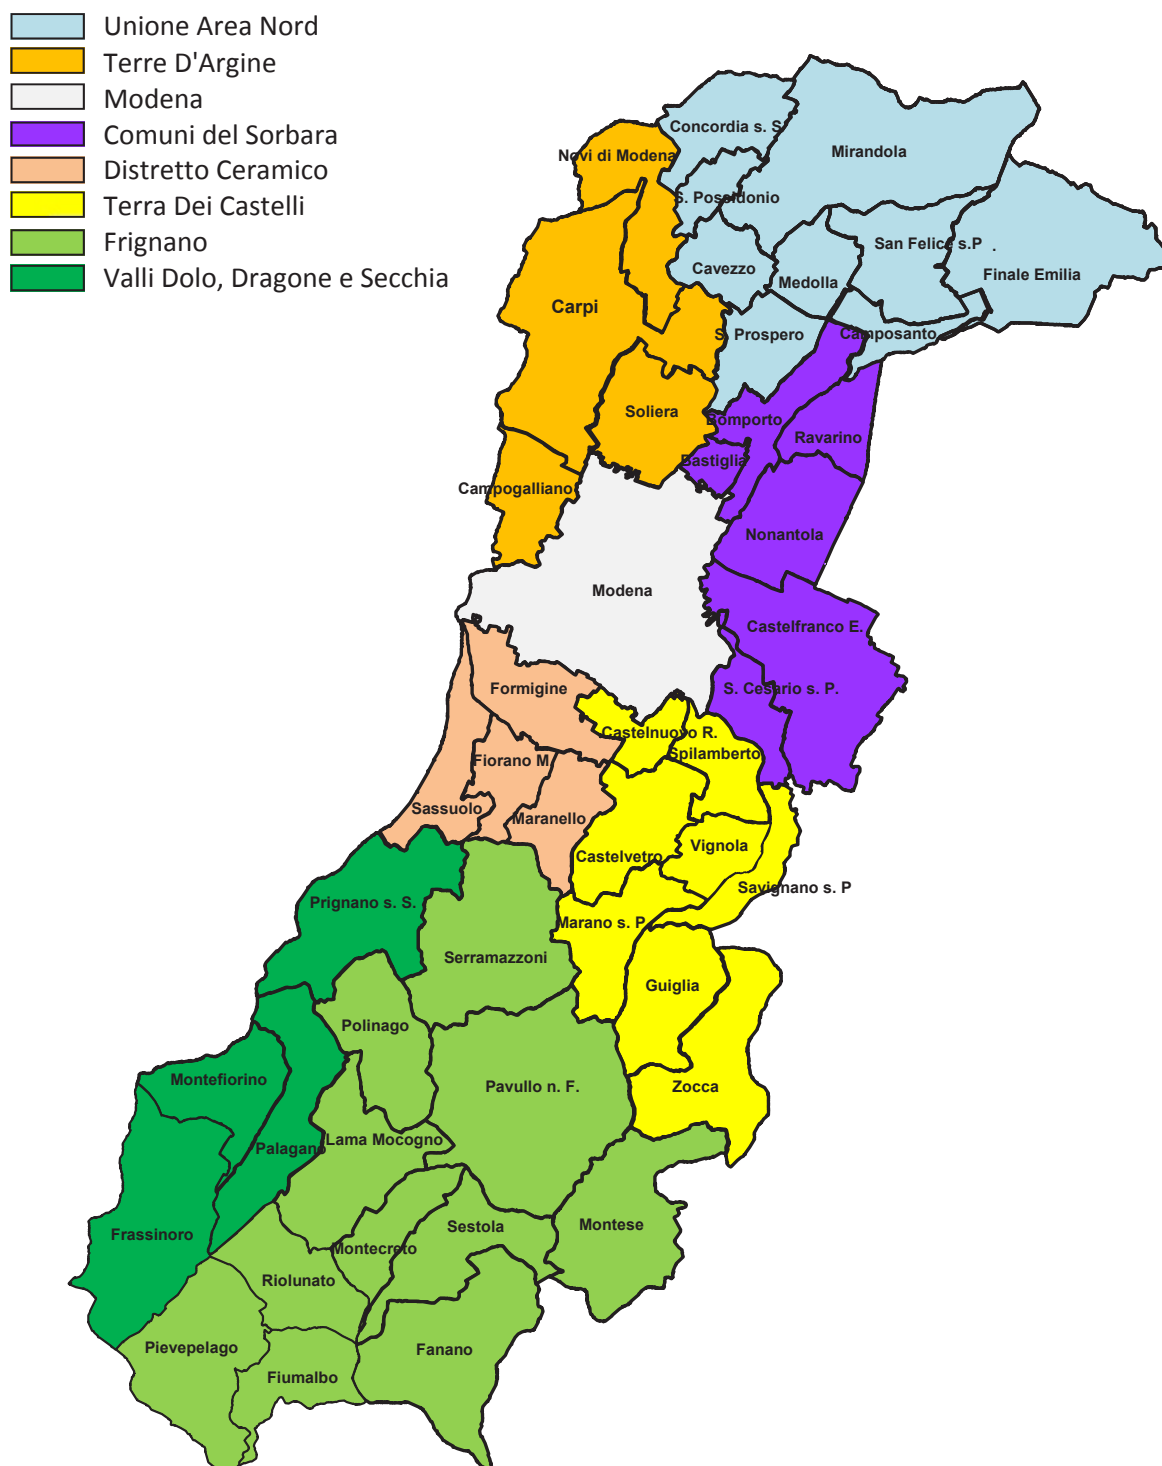 Unione Area Nord
Terre D'Argine
Modena
Comuni del Sorbara
Distretto Ceramico
Terra Dei Castelli
Frignano
Valli Dolo, Dragone e Secchia
Concordia s. S
Mirandola
Novi di Modena
S. Possidonio
San Felice s.P .
Cavezzo
Medolla
Finale Emilia
Carpi
S. Prospero
Camposanto
Soliera
Bomporto
Ravarino
Bastiglia
Campogalliano
Nonantola
Modena
Castelfranco E.
Formigine
S. Cesario s. P.
Castelnuovo R.
Spilamberto
Fiorano M
Sassuolo
Maranello
Vignola
Castelvetro
Savignano s. P
Prignano s. S.
Marano s. P.
Serramazzoni
Guiglia
Polinago
Montefiorino
Pavullo n. F.
Zocca
Lama Mocogno
Palagano
Frassinoro
Sestola
Montese
Montecreto
Riolunato
Pievepelago
Fanano
Fiumalbo